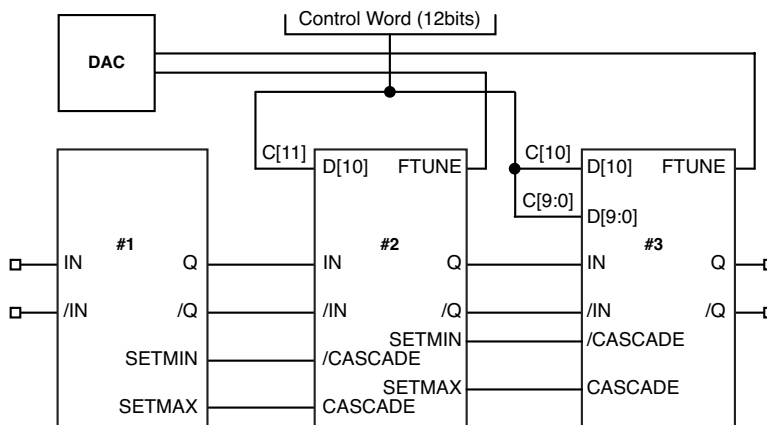 Control Word (12bits)
DAC
C[11]
D[10] FTUNE
C[10]
D[10] FTUNE
C[9:0]
D[9:0]
#1
#2
#3
IN Q
IN Q
IN Q
/IN /Q
/IN /Q
/IN /Q
SETMIN
/CASCADE
SETMIN
/CASCADE
SETMAX
CASCADE
SETMAX
CASCADE